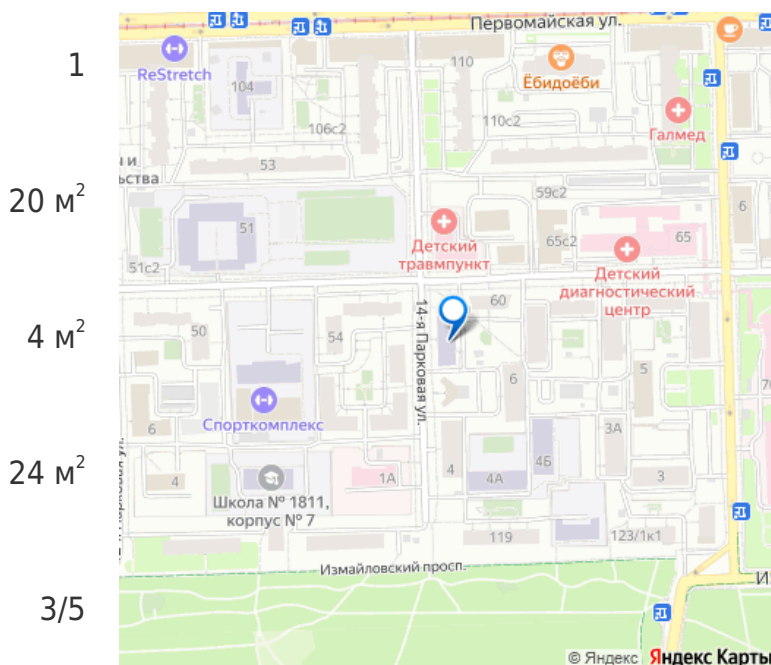 1
20 м²
4 м²
24 м²
3/5
Первомайская ул.
ReStretch
104
110
Ёбидоёби
106с2
110с2
Галмед
53
59с2
51
51с2
Детский
травмпункт
65с2
65
6
Детский
диагностический
центр
60
50
54
14-я Парковая ул.
6
5
Спорткомплекс
6
3А
4
4Б
4
4А
3
1А
Школа № 1811,
корпус № 7
119
123/1к1
Измайловский просп.
© Яндекс Яндекс Карты